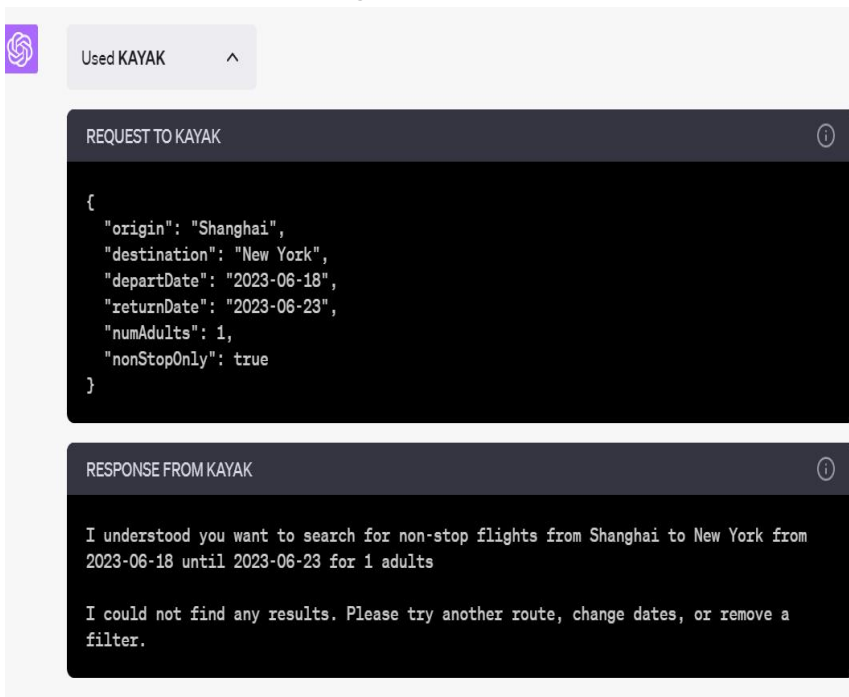 Used KAYAK
REQUEST TO KAYAK
{
"origin": "Shanghai",
"destination": "New York",
"departDate": "2023-06-18",
"returnDate": "2023-06-23",
"numAdults": 1,
"nonStopOnly": true
}
RESPONSE FROM KAYAK
I understood you want to search for non-stop flights from Shanghai to New York from
2023-06-18 until 2023-06-23 for 1 adults
I could not find any results. Please try another route, change dates, or remove a
filter.